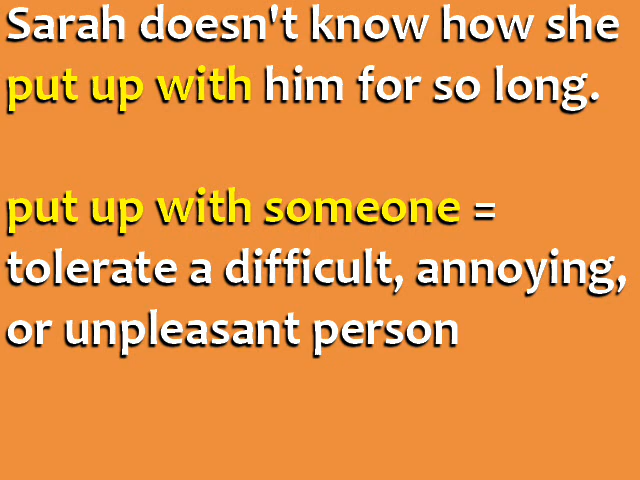 Sarah doesn't know how she
put up with him for so long.
put up with someone =
tolerate a difficult, annoying,
or unpleasant person